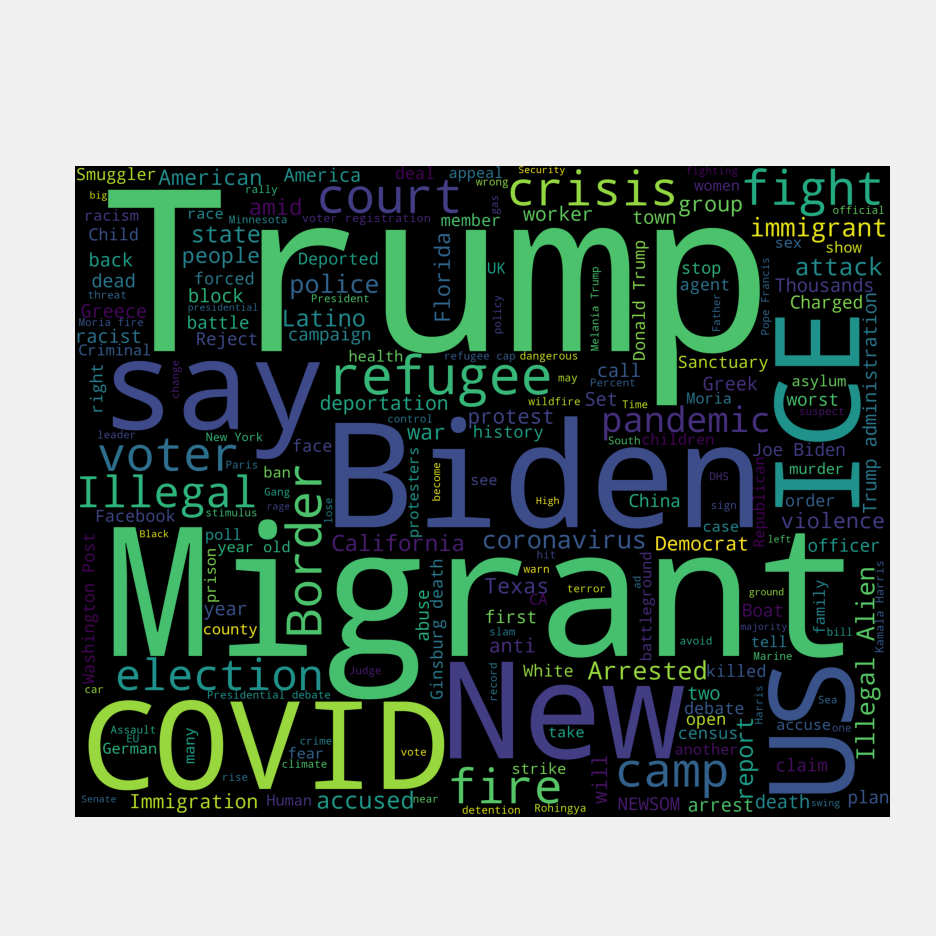 Smuggler
American
America
deal
appeal
wrong
Security
fighting
big
rally
court
crisis
women
fight
official
racism
race
Minnesota
amid
voter registration
member
gas
worker
town
group
immigrant
Child
state
Trump
sex
show
back
people
Deported
Florida
UK
policy
Melania Trump
Donald Trump
stop
Father
Pope Francis
attack
dead
forced
police
agent
Thousands
threat
block
President
Charged
Greece
presidential
Moria fire
battle
Latino
racist
Reject
campaign
Criminal
ICE
Trump administration
right
say
change
health
refugee cap
dangerous
refugee
may
call
Percent
Sanctuary
Greek
asylum
deportation
wildfire
Set
Time
Moria
worst
suspect
control
protest
pandemic
leader
New York
face
war
history
South
children
voter
Paris
Biden
Joe Biden
protesters
become
see
High
China
DHS
Republican
murder
Illegal
ban
Gang
rage
stimulus
lose
Border
sign
order
Facebook
case
violence
Washington Post
Black
poll
year old
California
coronavirus
hit
Democrat
left
officer
Migrant
prison
warn
Texas
CA
terror
ad
battleground
ground
family
Kamala Harris
year
abuse
first
Boat
majority
bill
county
slam
anti
avoid
tell
Marine
Illegal Alien
election
Judge
Ginsburg death
record
White
Arrested
killed
car
Presidential debate
New
two
debate
Harris
US
Sea
Assault
EU
German
many
COVID
vote
take
open
census
accuse
one
crime
fear
climate
another
report
claim
rise
strike
fire
will
camp
Senate
Immigration
Human
accused
near
detention
Rohingya
NEWSOM
arrest
death
swing
plan